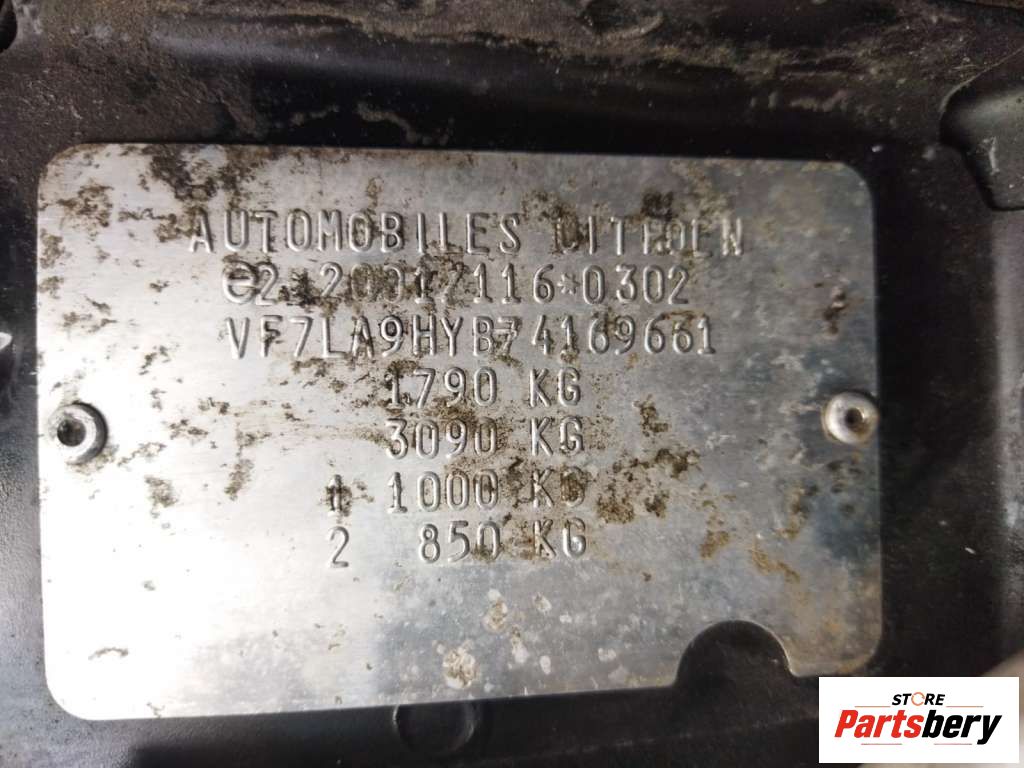 AUTOMOBILES CITROEN
e2*2001/116*0302
VF7LA9HYB74169661
1790 KG
3090 KG
1 1000 KG
2 850 KG
STORE
Partsbery